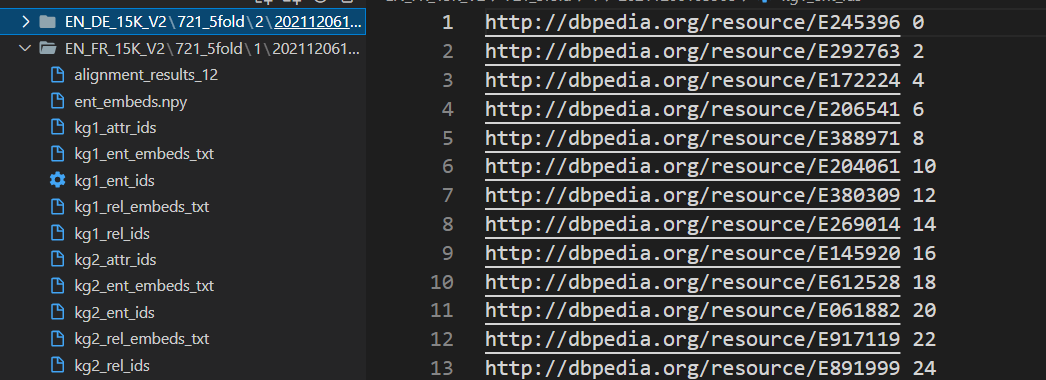 EN_DE_15K_V2\721_5fold\2\202112061...
EN_FR_15K_V2\721_5fold\1\202112061...
alignment_results_12
ent_embeds.npy
kg1_attr_ids
kg1_ent_embeds_txt
kg1_ent_ids
kg1_rel_embeds_txt
kg1_rel_ids
kg2_attr_ids
kg2_ent_embeds_txt
kg2_ent_ids
kg2_rel_embeds_txt
kg2_rel_ids
1 http://dbpedia.org/resource/E245396 0
2 http://dbpedia.org/resource/E292763 2
3 http://dbpedia.org/resource/E172224 4
4 http://dbpedia.org/resource/E206541 6
5 http://dbpedia.org/resource/E388971 8
6 http://dbpedia.org/resource/E204061 10
7 http://dbpedia.org/resource/E380309 12
8 http://dbpedia.org/resource/E269014 14
9 http://dbpedia.org/resource/E145920 16
10 http://dbpedia.org/resource/E612528 18
11 http://dbpedia.org/resource/E061882 20
12 http://dbpedia.org/resource/E917119 22
13 http://dbpedia.org/resource/E891999 24